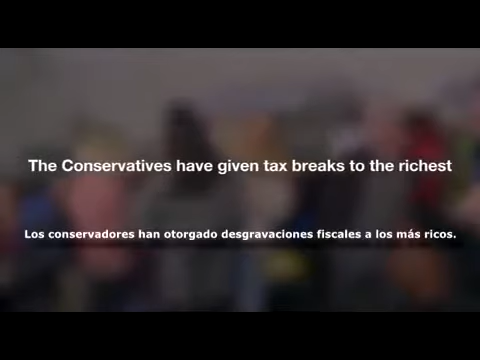 The Conservatives have given tax breaks to the richest
Los conservadores han otorgado desgravaciones fiscales a los más ricos.